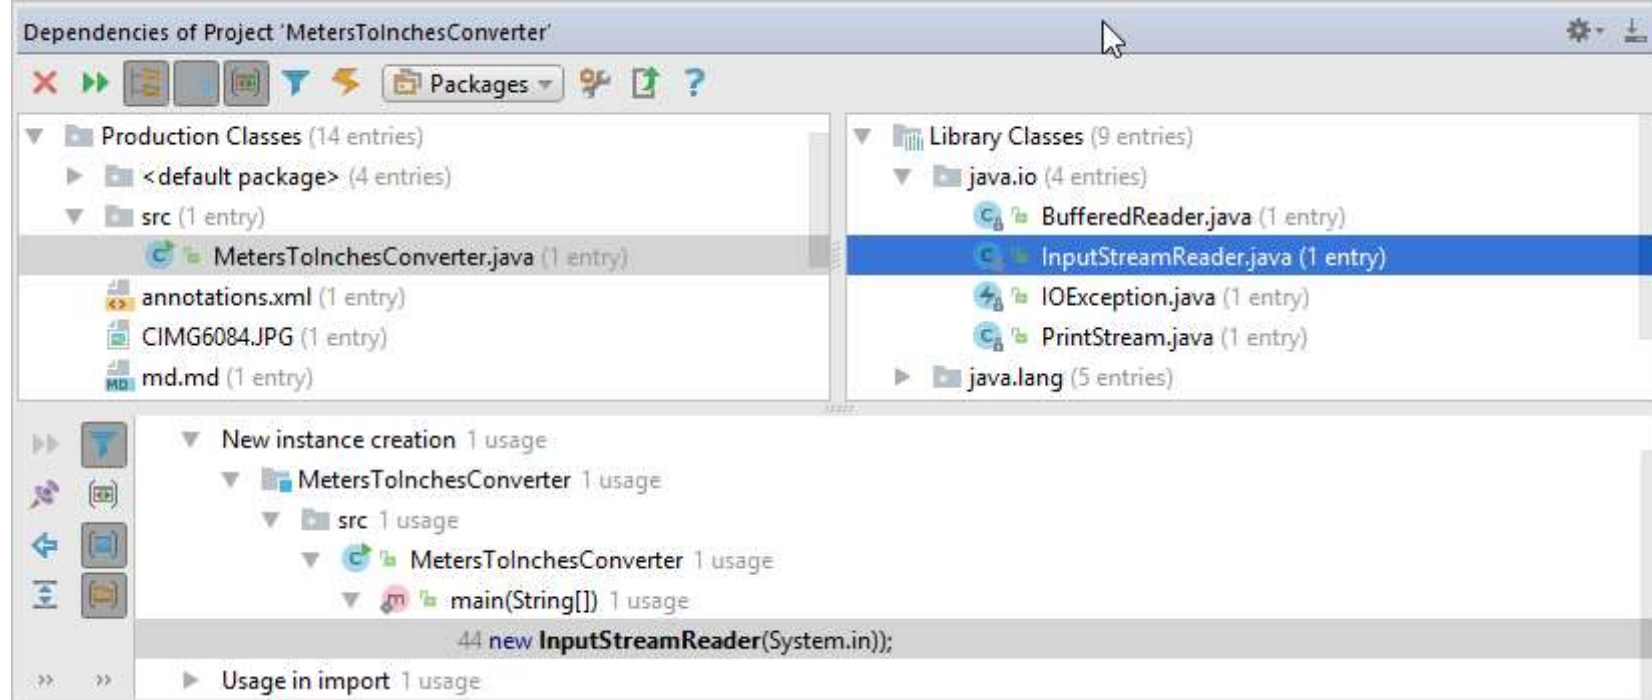 Dependencies of Project 'MetersToInchesConverter'
Packages ?
Production Classes (14 entries)
<default package> (4 entries)
src (1 entry)
MetersToInchesConverter.java (1 entry)
annotations.xml (1 entry)
CIMG6084.JPG (1 entry)
MD md.md (1 entry)
Library Classes (9 entries)
java.io (4 entries)
C BufferedReader.java (1 entry)
C InputStreamReader.java (1 entry)
IOException.java (1 entry)
C PrintStream.java (1 entry)
java.lang (5 entries)
New instance creation 1 usage
MetersToInchesConverter 1 usage
src 1 usage
C MetersToInchesConverter 1 usage
m main(String[]) 1 usage
44 new InputStreamReader(System.in));
Usage in import 1 usage